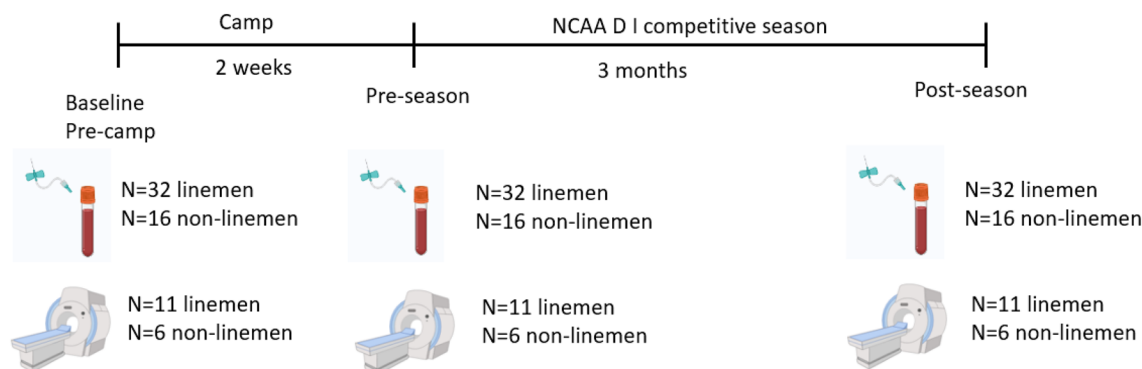 Camp
NCAA D I competitive season
2 weeks
3 months
Baseline
Pre-camp
Pre-season
Post-season
N=32 linemen
N=16 non-linemen
N=32 linemen
N=16 non-linemen
N=32 linemen
N=16 non-linemen
N=11 linemen
N=6 non-linemen
N=11 linemen
N=6 non-linemen
N=11 linemen
N=6 non-linemen